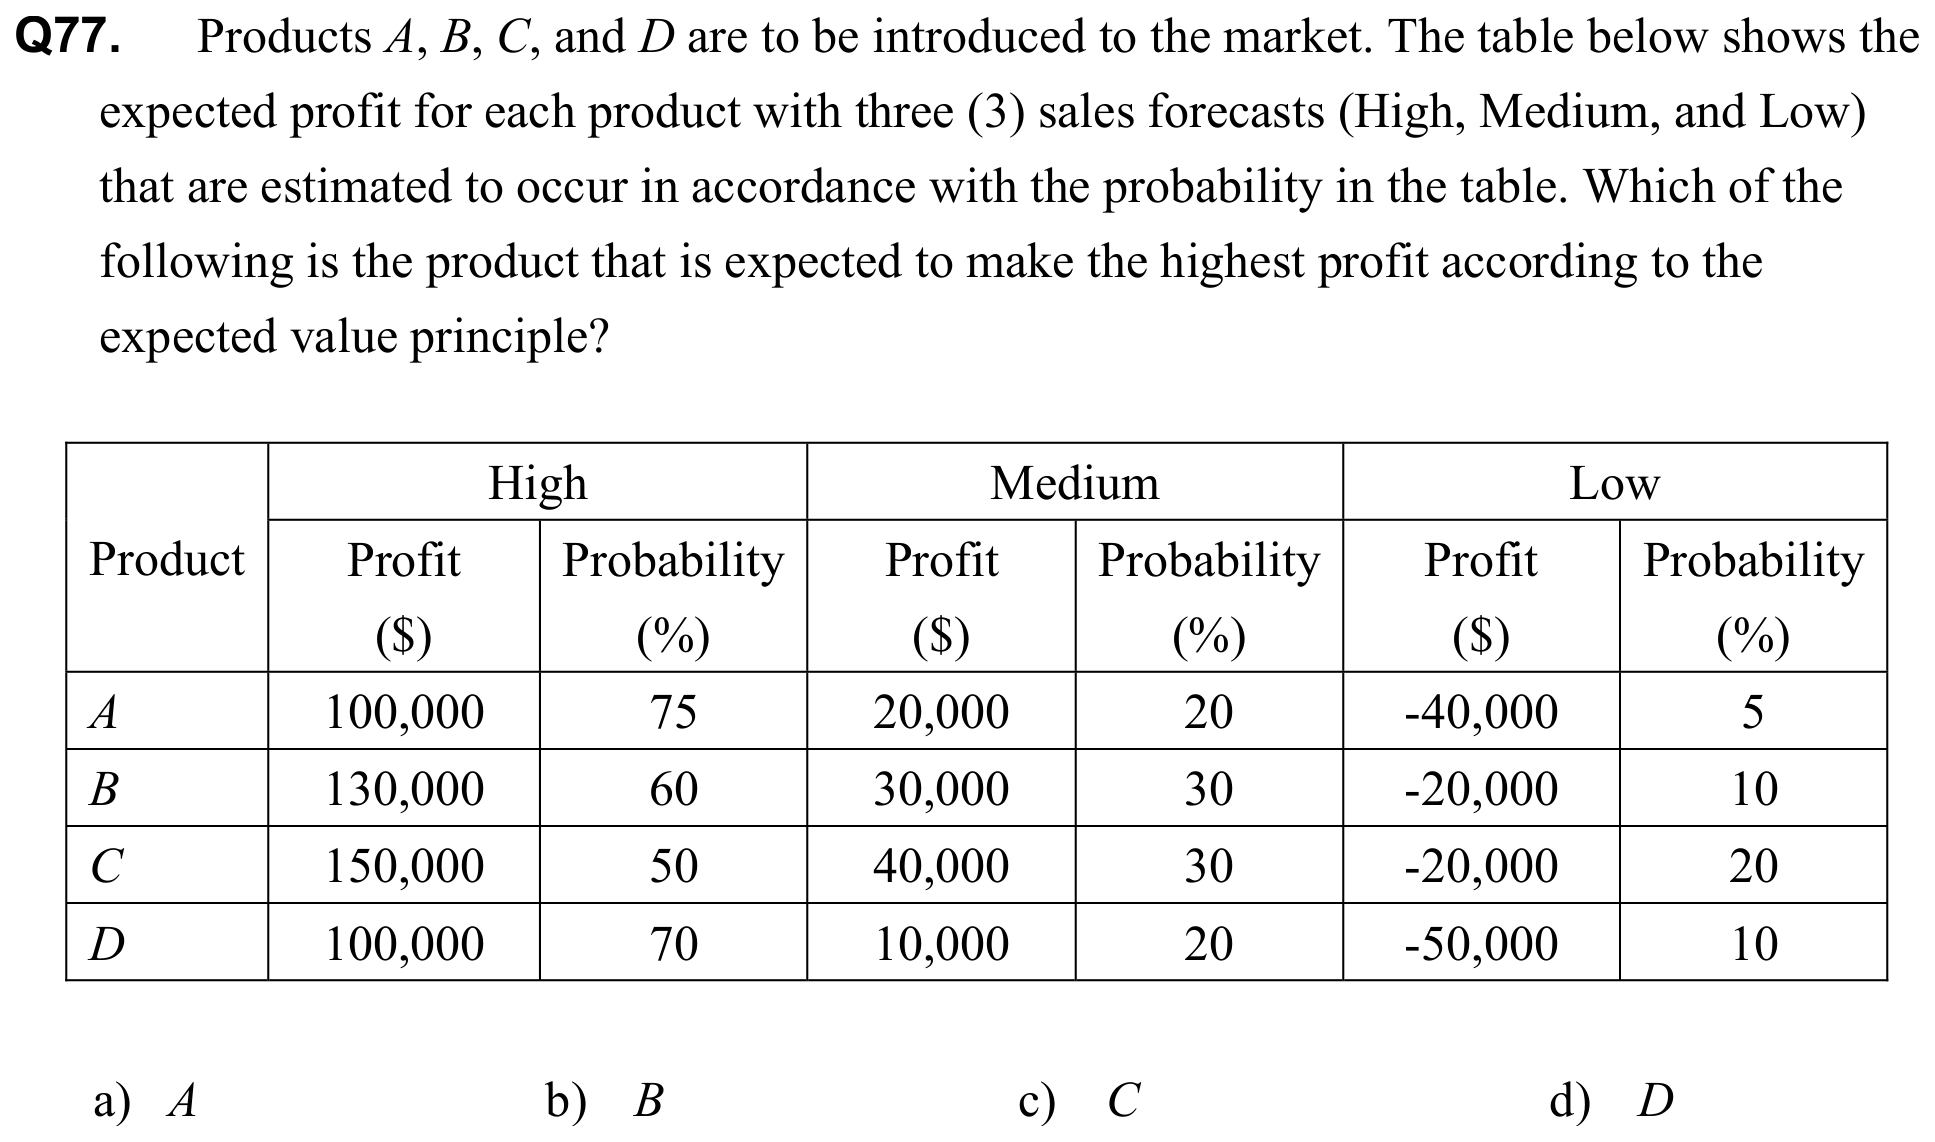 Q77. Products A, B, C, and D are to be introduced to the market. The table below shows the
expected profit for each product with three (3) sales forecasts (High, Medium, and Low)
that are estimated to occur in accordance with the probability in the table. Which of the
following is the product that is expected to make the highest profit according to the
expected value principle?
High Medium Low
Product Profit Probability Profit Probability Profit Probability
($) (%) ($) (%) ($) (%)
A 100,000 75 20,000 20 -40,000 5
B 130,000 60 30,000 30 -20,000 10
C 150,000 50 40,000 30 -20,000 20
D 100,000 70 10,000 20 -50,000 10
a) A b) B c) C d) D